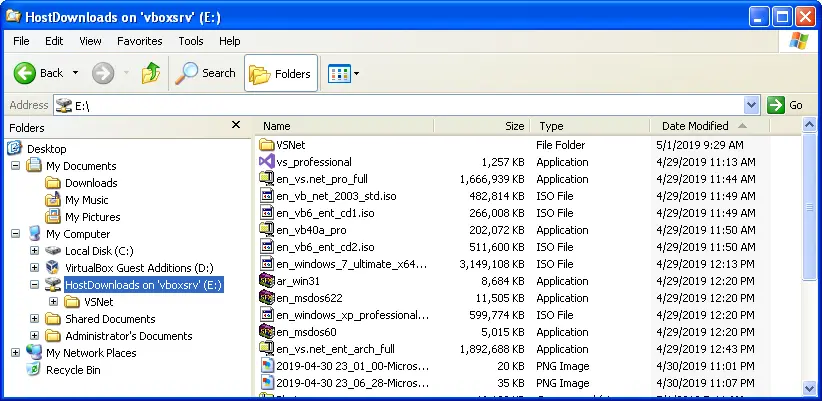 HostDownloads on 'vboxsrv' (E:)
File Edit View Favorites Tools Help
Back Search Folders
Address E:\ Go
Folders
Desktop
My Documents
Downloads
My Music
My Pictures
My Computer
Local Disk (C:)
VirtualBox Guest Additions (D:)
HostDownloads on 'vboxsrv' (E:)
VSNet
Shared Documents
Administrator's Documents
My Network Places
Recycle Bin
Name Size Type Date Modified
VSNet File Folder 5/1/2019 9:29 AM
vs_professional 1,257 KB Application 4/29/2019 11:13 AM
en_vs.net_pro_full 1,666,939 KB Application 4/29/2019 11:44 AM
en_vb_net_2003_std.iso 482,814 KB ISO File 4/29/2019 11:49 AM
en_vb6_ent_cd1.iso 266,008 KB ISO File 4/29/2019 11:49 AM
en_vb40a_pro 202,072 KB Application 4/29/2019 11:50 AM
en_vb6_ent_cd2.iso 511,600 KB ISO File 4/29/2019 11:50 AM
en_windows_7_ultimate_x64... 3,149,108 KB ISO File 4/29/2019 12:13 PM
ar_win31 8,684 KB Application 4/29/2019 12:20 PM
en_msdos622 11,505 KB Application 4/29/2019 12:20 PM
en_windows_xp_professional... 599,774 KB ISO File 4/29/2019 12:20 PM
en_msdos60 5,015 KB Application 4/29/2019 12:20 PM
en_vs.net_ent_arch_full 1,892,688 KB Application 4/29/2019 12:43 PM
2019-04-30 23_01_00-Micros... 20 KB PNG Image 4/30/2019 11:01 PM
2019-04-30 23_06_28-Micros... 35 KB PNG Image 4/30/2019 11:07 PM